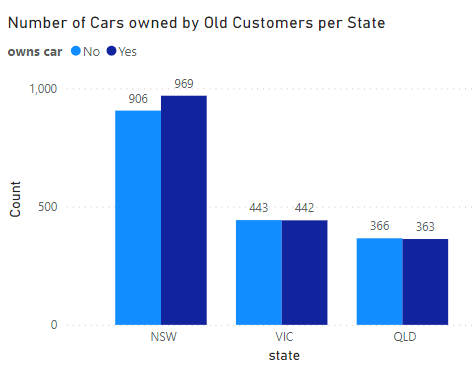 Number of Cars owned by Old Customers per State
owns car No Yes
1,000
500
0
Count
906 969
443 442
366 363
NSW VIC QLD
state